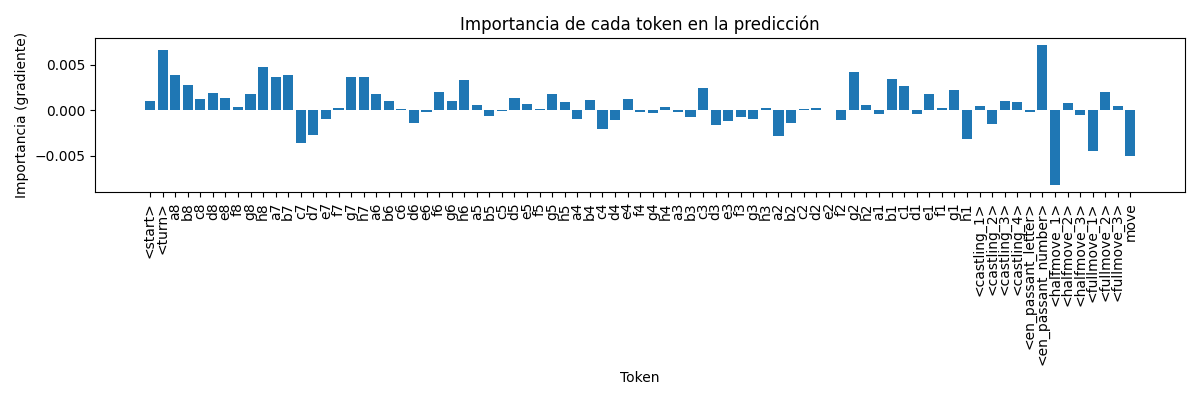 Importancia de cada token en la predicción
Importancia (gradiente)
0.005
0.000
−0.005
<start>
<turn>
a8
b8
c8
d8
e8
f8
g8
h8
a7
b7
c7
d7
e7
f7
g7
h7
a6
b6
c6
d6
e6
f6
g6
h6
a5
b5
c5
d5
e5
f5
g5
h5
a4
b4
c4
d4
e4
f4
g4
h4
a3
b3
c3
d3
e3
f3
g3
h3
a2
b2
c2
d2
e2
f2
g2
h2
a1
b1
c1
d1
e1
f1
g1
h1
<castling_1>
<castling_2>
<castling_3>
<castling_4>
<en_passant_letter>
<en_passant_number>
<halfmove_1>
<halfmove_2>
<halfmove_3>
<fullmove_1>
<fullmove_2>
<fullmove_3>
move
Token